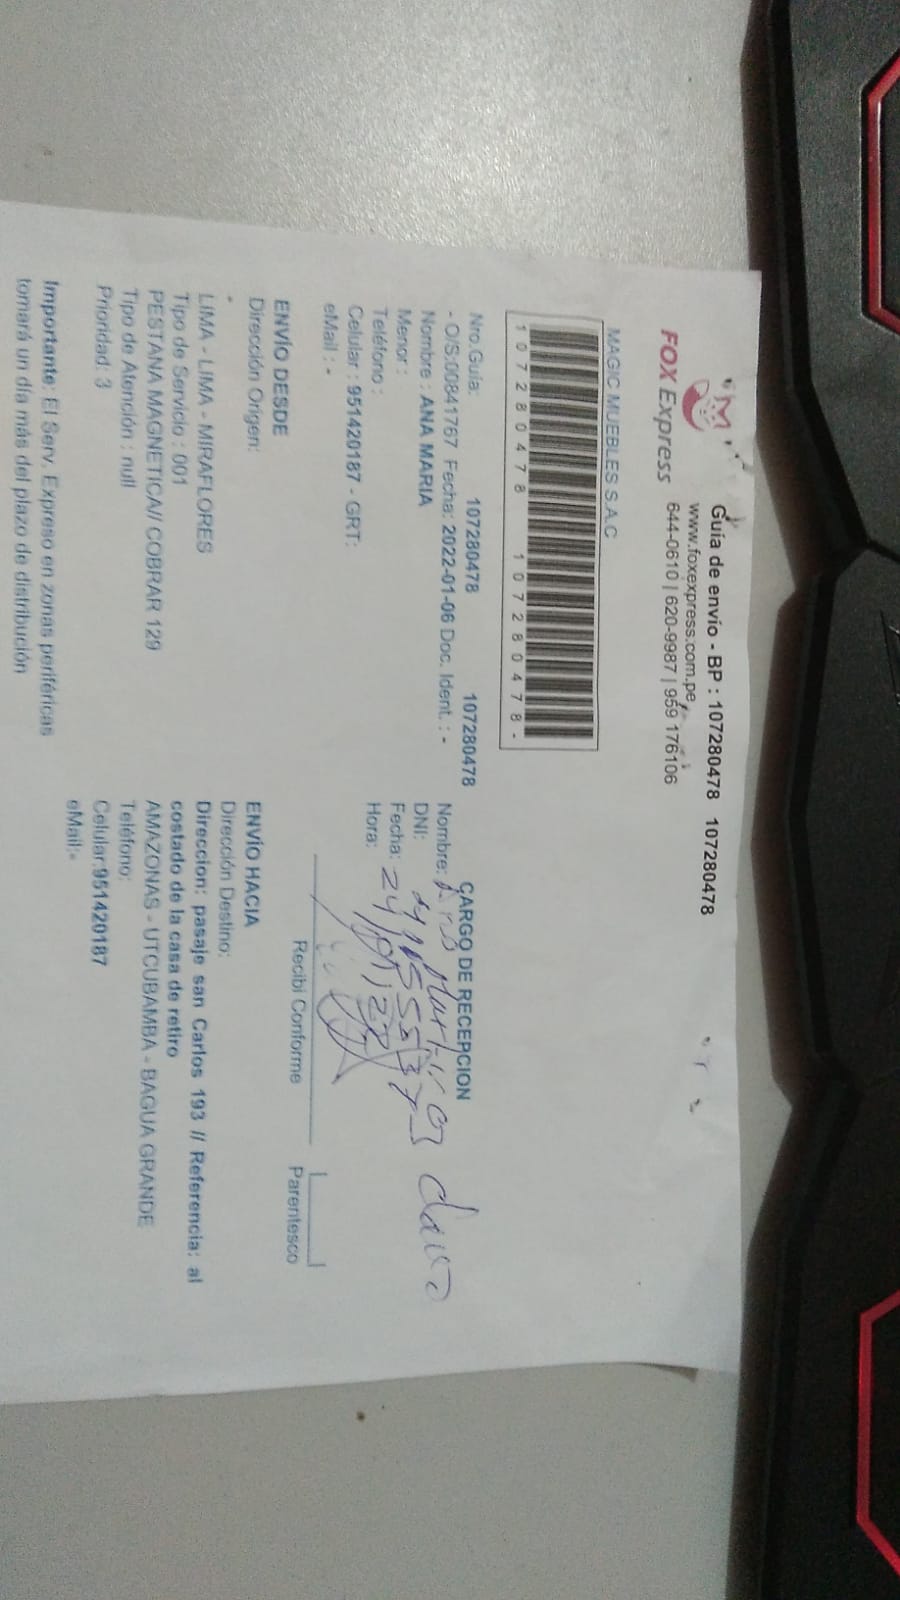 FOX Express
Guía de envío - BP : 107280478 107280478
www.foxexpress.com.pe
644-0610 | 620-9987 | 959 176106
MAGIC MUEBLES S.A.C
107280478 107280478-
Nro.Guía: 107280478 107280478
- O/S:00841767 Fecha: 2022-01-06 Doc. Ident. : -
Nombre : ANA MARIA
Menor :
Teléfono :
Celular : 951420187 - GRT:
eMail : -
ENVÍO DESDE
Dirección Origen:
-
LIMA - LIMA - MIRAFLORES
Tipo de Servicio : 001
PESTANA MAGNETICA// COBRAR 129
Tipo de Atención : null
Prioridad: 3
Importante: El Serv. Expreso en zonas periféricas
tomará un día más del plazo de distribución
CARGO DE RECEPCION
Nombre:
DNI:
Fecha: 24/01/22
Hora:
Recibí Conforme
Parentesco
ENVÍO HACIA
Dirección Destino:
Direccion: pasaje san Carlos 193 // Referencia: al
costado de la casa de retiro
AMAZONAS - UTCUBAMBA - BAGUA GRANDE
Teléfono:
Celular:951420187
eMail:-